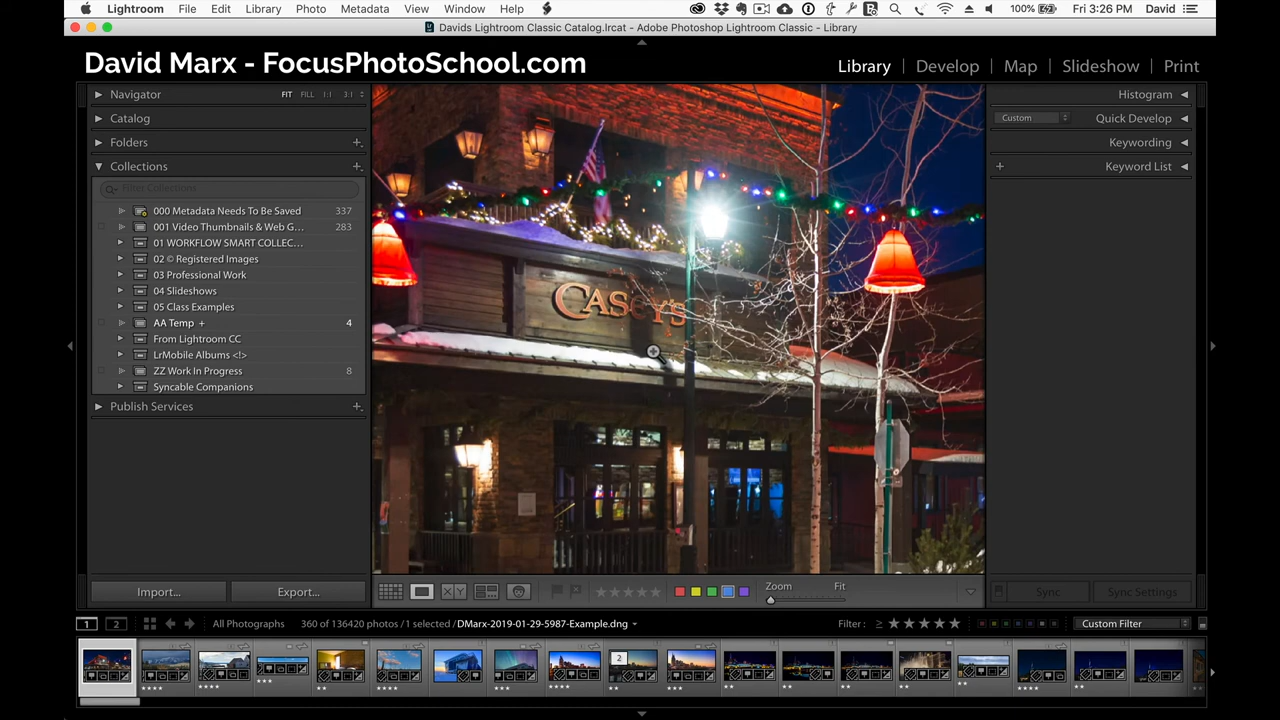 Lightroom File Edit Library Photo Metadata View Window Help 100% Fri 3:26 PM David
Davids Lightroom Classic Catalog.lrcat - Adobe Photoshop Lightroom Classic - Library
David Marx - FocusPhotoSchool.com
Library | Develop | Map | Slideshow | Print
Navigator FIT FILL 1:1 3:1
Catalog
Folders
Collections
Filter Collections
000 Metadata Needs To Be Saved 337
001 Video Thumbnails & Web G... 283
01 WORKFLOW SMART COLLEC...
02 © Registered Images
03 Professional Work
04 Slideshows
05 Class Examples
AA Temp + 4
From Lightroom CC
LrMobile Albums <!>
ZZ Work In Progress 8
Syncable Companions
Publish Services
Import... Export...
CASEY'S
Histogram
Custom Quick Develop
Keywording
Keyword List
XY Zoom Fit
Sync Sync Settings
1 2 All Photographs 360 of 136420 photos / 1 selected / DMarx-2019-01-29-5987-Example.dng Filter: ≥ ★★★★★ Custom Filter
2